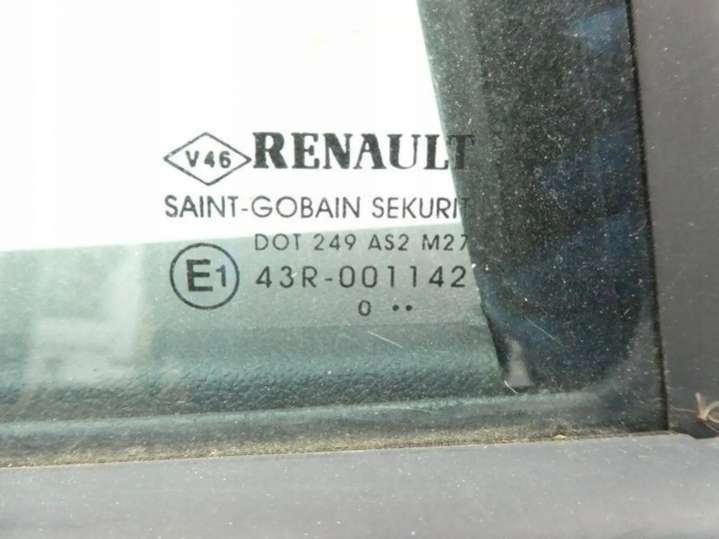 V46 RENAULT
SAINT-GOBAIN SEKURIT
DOT 249 AS2 M27
E1 43R-001142
0 ••